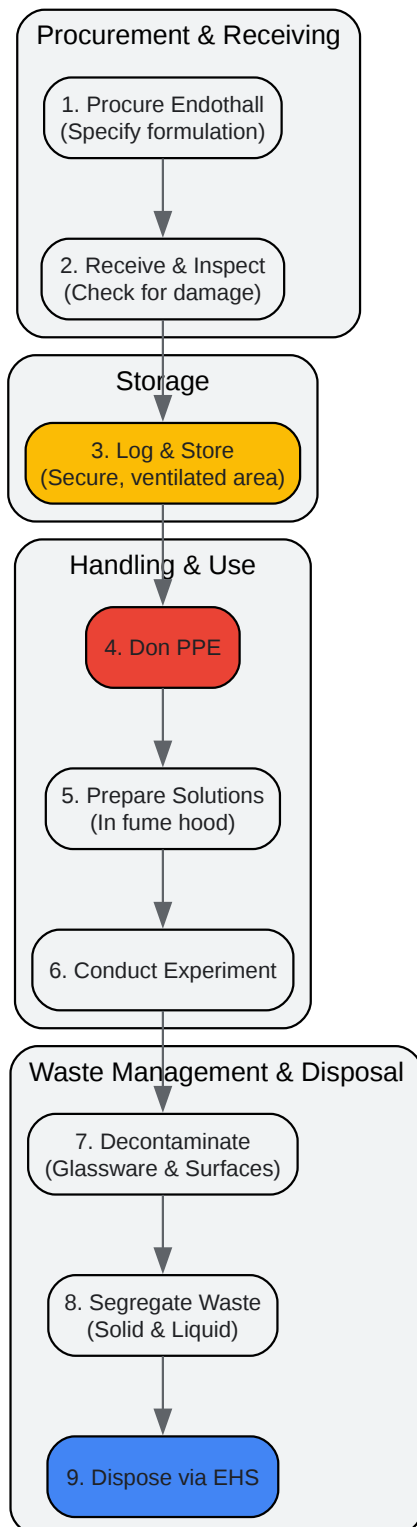 Procurement & Receiving
1. Procure Endothall
(Specify formulation)
2. Receive & Inspect
(Check for damage)
Storage
3. Log & Store
(Secure, ventilated area)
Handling & Use
4. Don PPE
5. Prepare Solutions
(In fume hood)
6. Conduct Experiment
Waste Management & Disposal
7. Decontaminate
(Glassware & Surfaces)
8. Segregate Waste
(Solid & Liquid)
9. Dispose via EHS